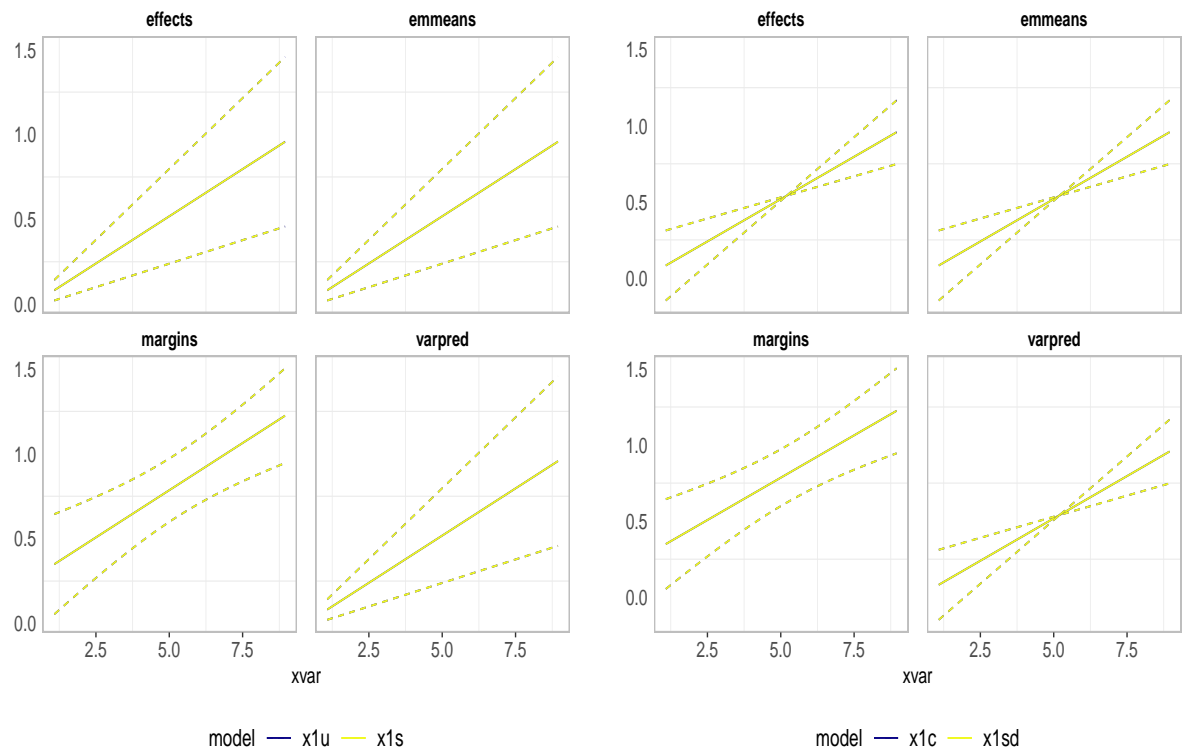 effects emmeans effects emmeans
1.5 1.5
1.0 1.0
0.5 0.5
0.0 0.0
margins varpred margins varpred
1.5 1.5
1.0 1.0
0.5 0.5
0.0 0.0
2.5 5.0 7.5 2.5 5.0 7.5 2.5 5.0 7.5 2.5 5.0 7.5
xvar xvar
model x1u x1s model x1c x1sd